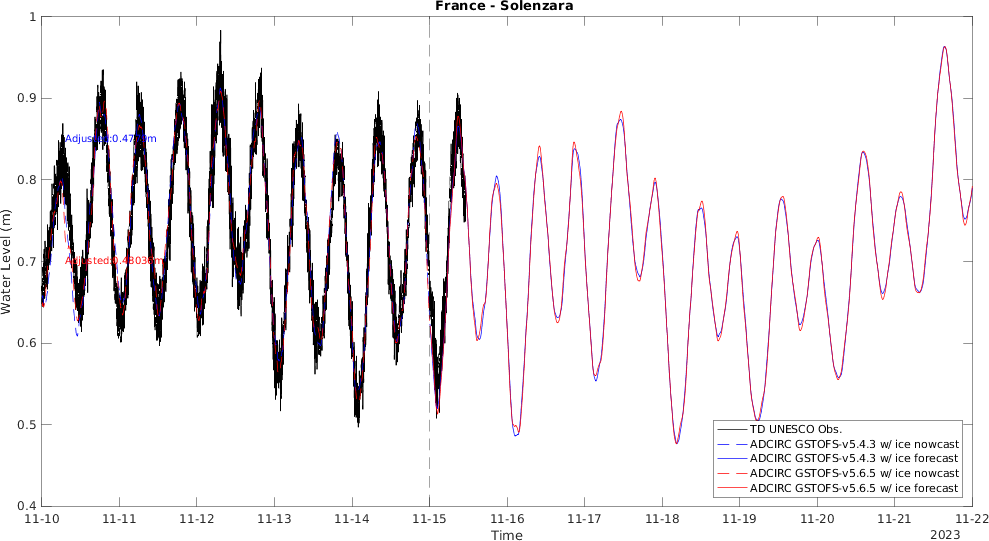 France - Solenzara
1
0.9
0.8
0.7
0.6
0.5
0.4
Water Level (m)
Adjusted:
Adjusted:
TD UNESCO Obs.
ADCIRC GSTOFS-v5.4.3 w/ ice nowcast
ADCIRC GSTOFS-v5.4.3 w/ ice forecast
ADCIRC GSTOFS-v5.6.5 w/ ice nowcast
ADCIRC GSTOFS-v5.6.5 w/ ice forecast
11-10 11-11 11-12 11-13 11-14 11-15 11-16 11-17 11-18 11-19 11-20 11-21 11-22
Time
2023